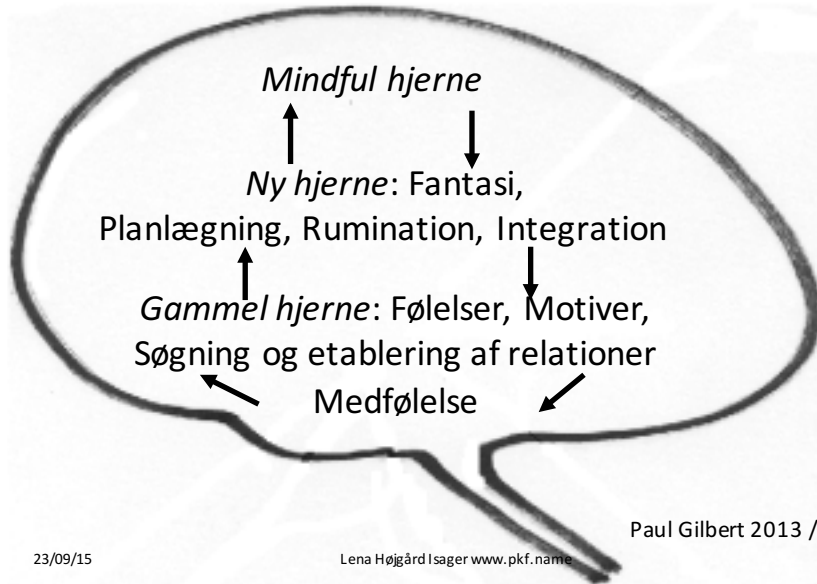 Mindful hjerne
Ny hjerne: Fantasi,
Planlægning, Rumination, Integration
Gammel hjerne: Følelser, Motiver,
Søgning og etablering af relationer
Medfølelse
Paul Gilbert 2013 /
23/09/15
Lena Højgård Isager www.pkf.name